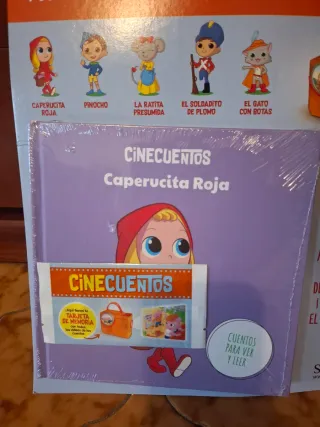 CAPERUCITA
ROJA
PINOCHO
LA RATITA
PRESUMIDA
EL SOLDADITO
DE PLOMO
EL GATO
CON BOTAS
CINECUENTOS
Caperucita Roja
CINECUENTOS
TARJETA
DE MEMORIA
CUENTOS
PARA VER
Y LEER